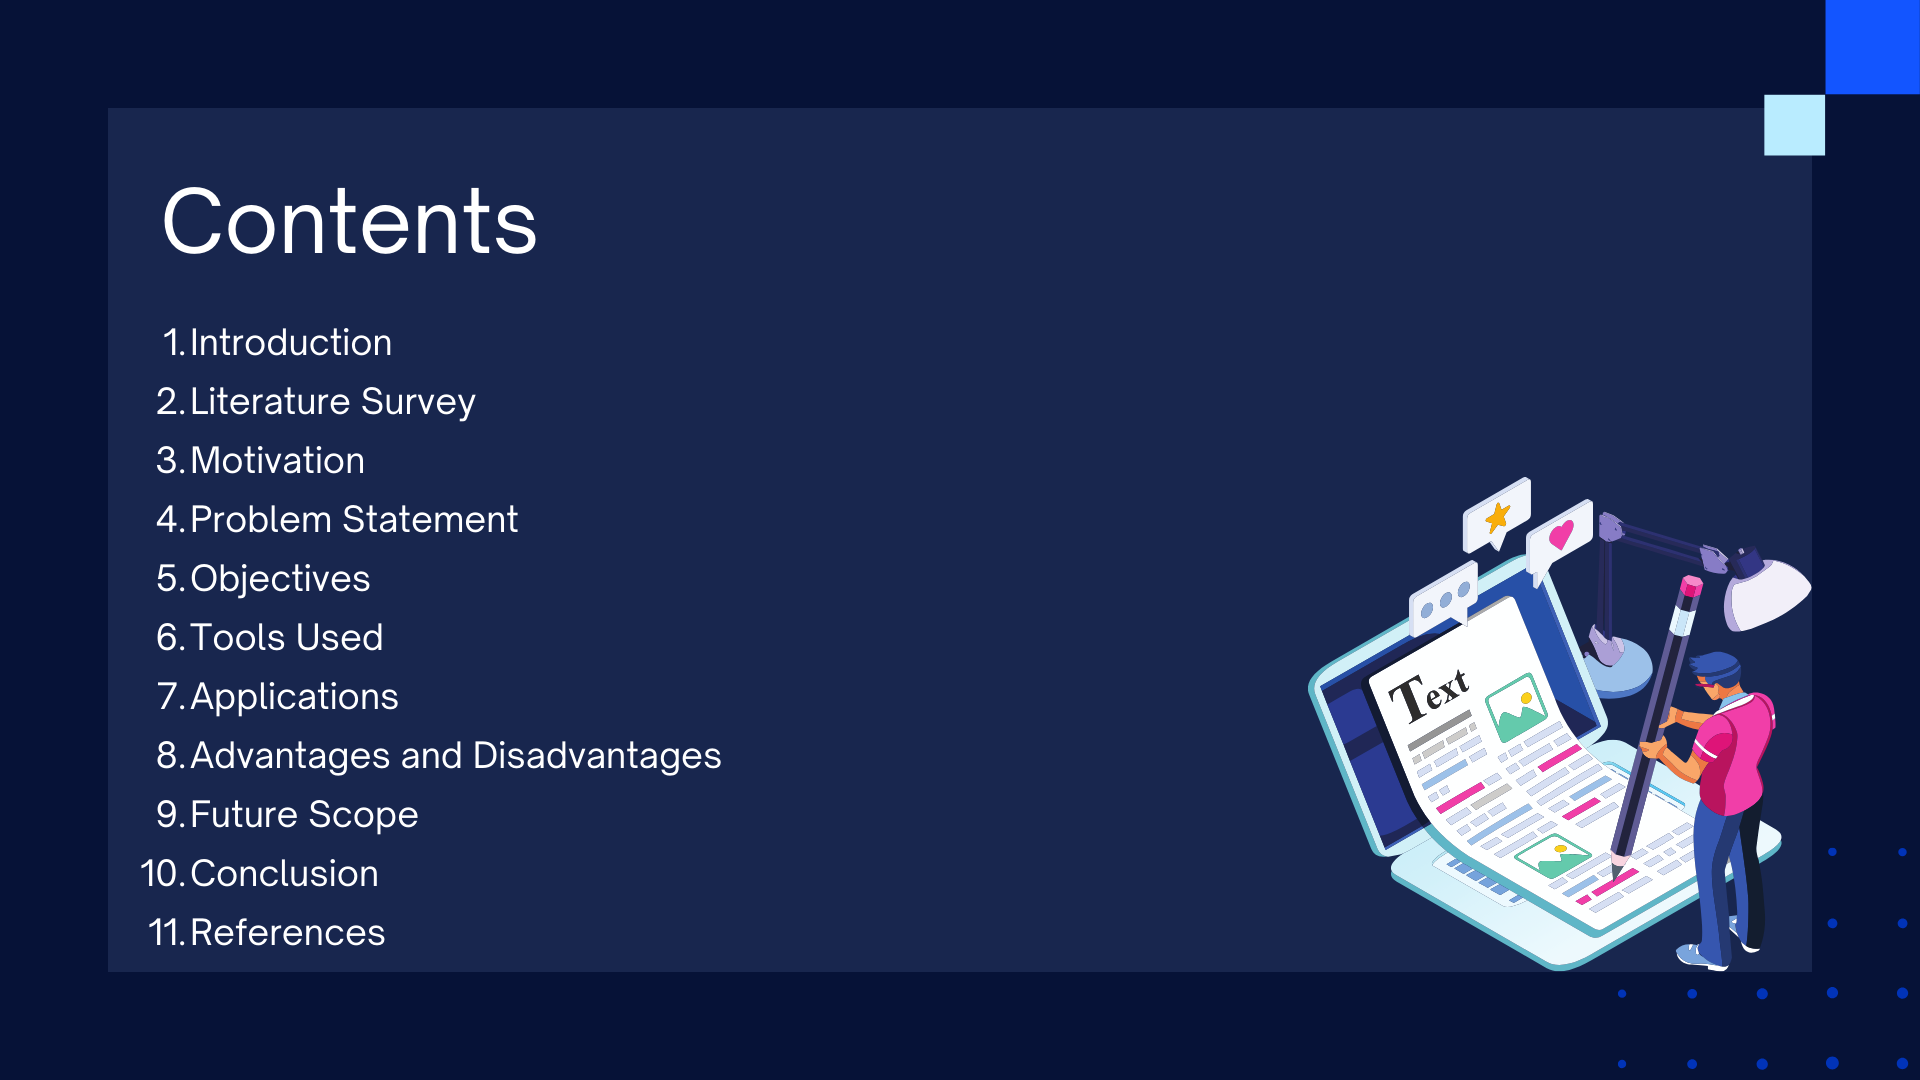 Contents
1. Introduction
2. Literature Survey
3. Motivation
4. Problem Statement
5. Objectives
6. Tools Used
7. Applications
8. Advantages and Disadvantages
9. Future Scope
10. Conclusion
11. References
Text